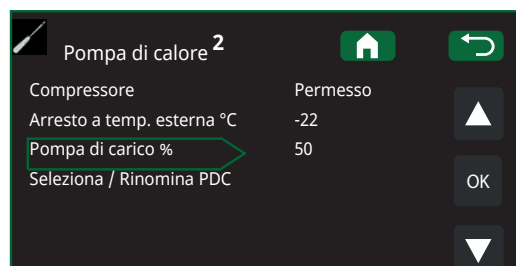 Pompa di calore 2
Compressore Permesso
Arresto a temp. esterna °C -22
Pompa di carico % 50
Seleziona / Rinomina PDC
OK